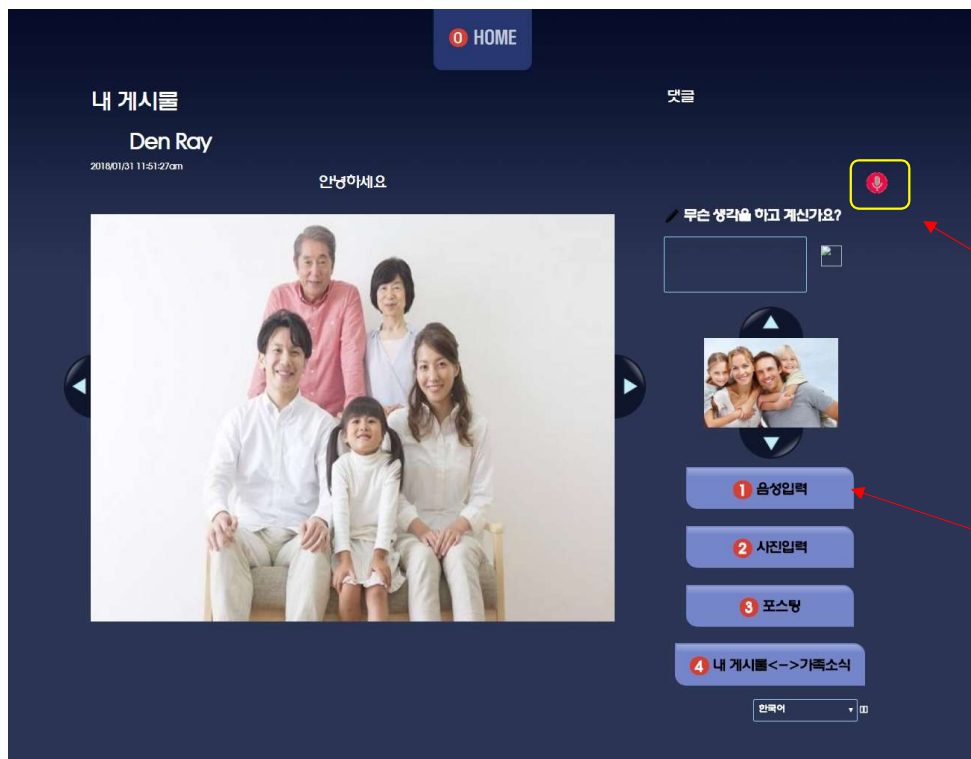 0 HOME
내 게시물
Den Ray
2018/01/31 11:51:27am
안녕하세요
댓글
무슨 생각을 하고 계신가요?
1 음성입력
2 사진입력
3 포스팅
4 내 게시물<->가족소식
한국어